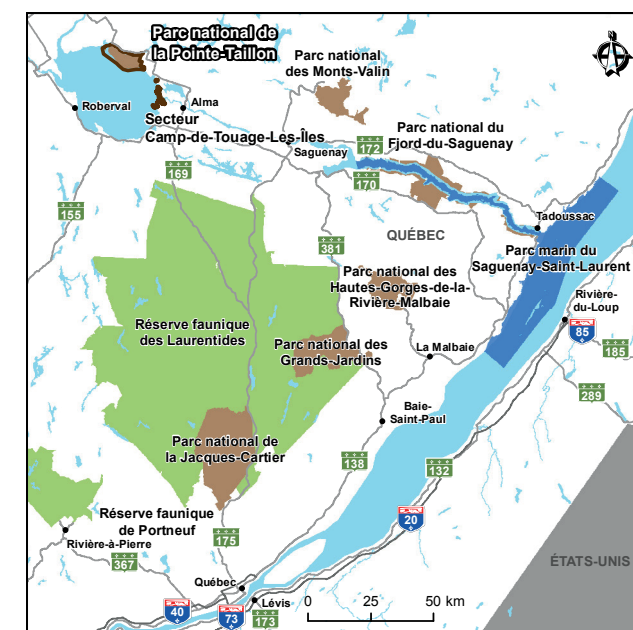 Parc national de
la Pointe-Taillon
Parc national
des Monts-Valin
Roberval
Alma
Secteur
Camp-de-Touage-Les-Îles
Parc national du
Fjord-du-Saguenay
172
Saguenay
169
170
155
Tadoussac
QUÉBEC
381
Parc marin du
Saguenay-Saint-Laurent
Parc national des
Hautes-Gorges-de-la-
Rivière-Malbaie
Rivière-
du-Loup
Réserve faunique
des Laurentides
85
Parc national des
Grands-Jardins
La Malbaie
185
289
Baie-
Saint-Paul
Parc national de
la Jacques-Cartier
138
132
Réserve faunique
de Portneuf
20
Rivière-à-Pierre
175
367
ÉTATS-UNIS
Québec
40
73
Lévis
173
0 25 50 km